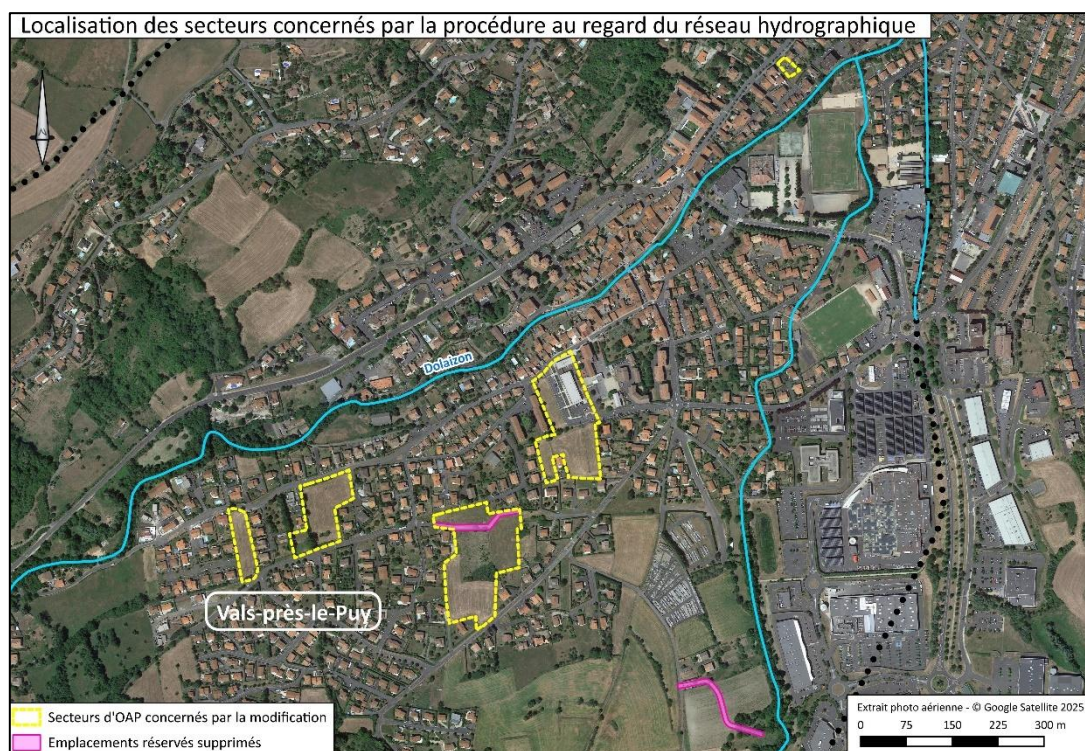 Localisation des secteurs concernés par la procédure au regard du réseau hydrographique
Dolaizon
Vals-près-le-Puy
Secteurs d'OAP concernés par la modification
Emplacements réservés supprimés
Extrait photo aérienne - © Google Satellite 2025
0 75 150 225 300 m